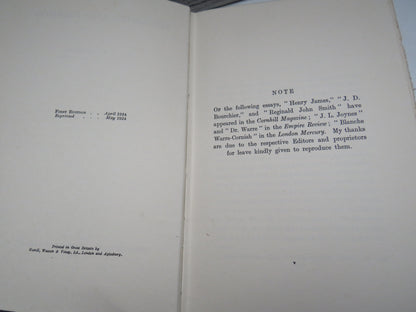 First Edition . . April 1924
Reprinted . . . May 1924
Printed in Great Britain by
Hazell, Watson & Viney, Ld., London and Aylesbury.
NOTE
Of the following essays, "Henry James," "J. D.
Bourchier," and "Reginald John Smith" have
appeared in the Cornhill Magazine; "J. L. Joynes"
and "Dr. Warre" in the Empire Review; "Blanche
Warre-Cornish" in the London Mercury. My thanks
are due to the respective Editors and proprietors
for leave kindly given to reproduce them.